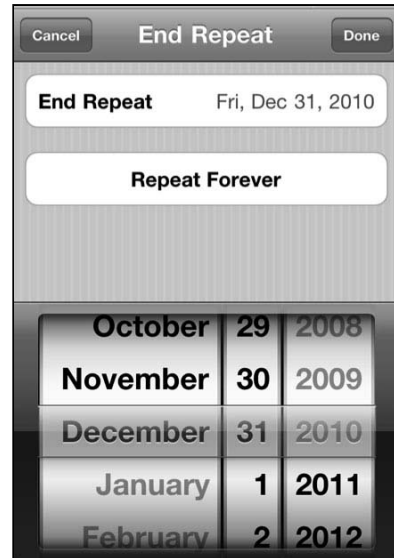 Cancel End Repeat Done
End Repeat Fri, Dec 31, 2010
Repeat Forever
October 29 2008
November 30 2009
December 31 2010
January 1 2011
February 2 2012